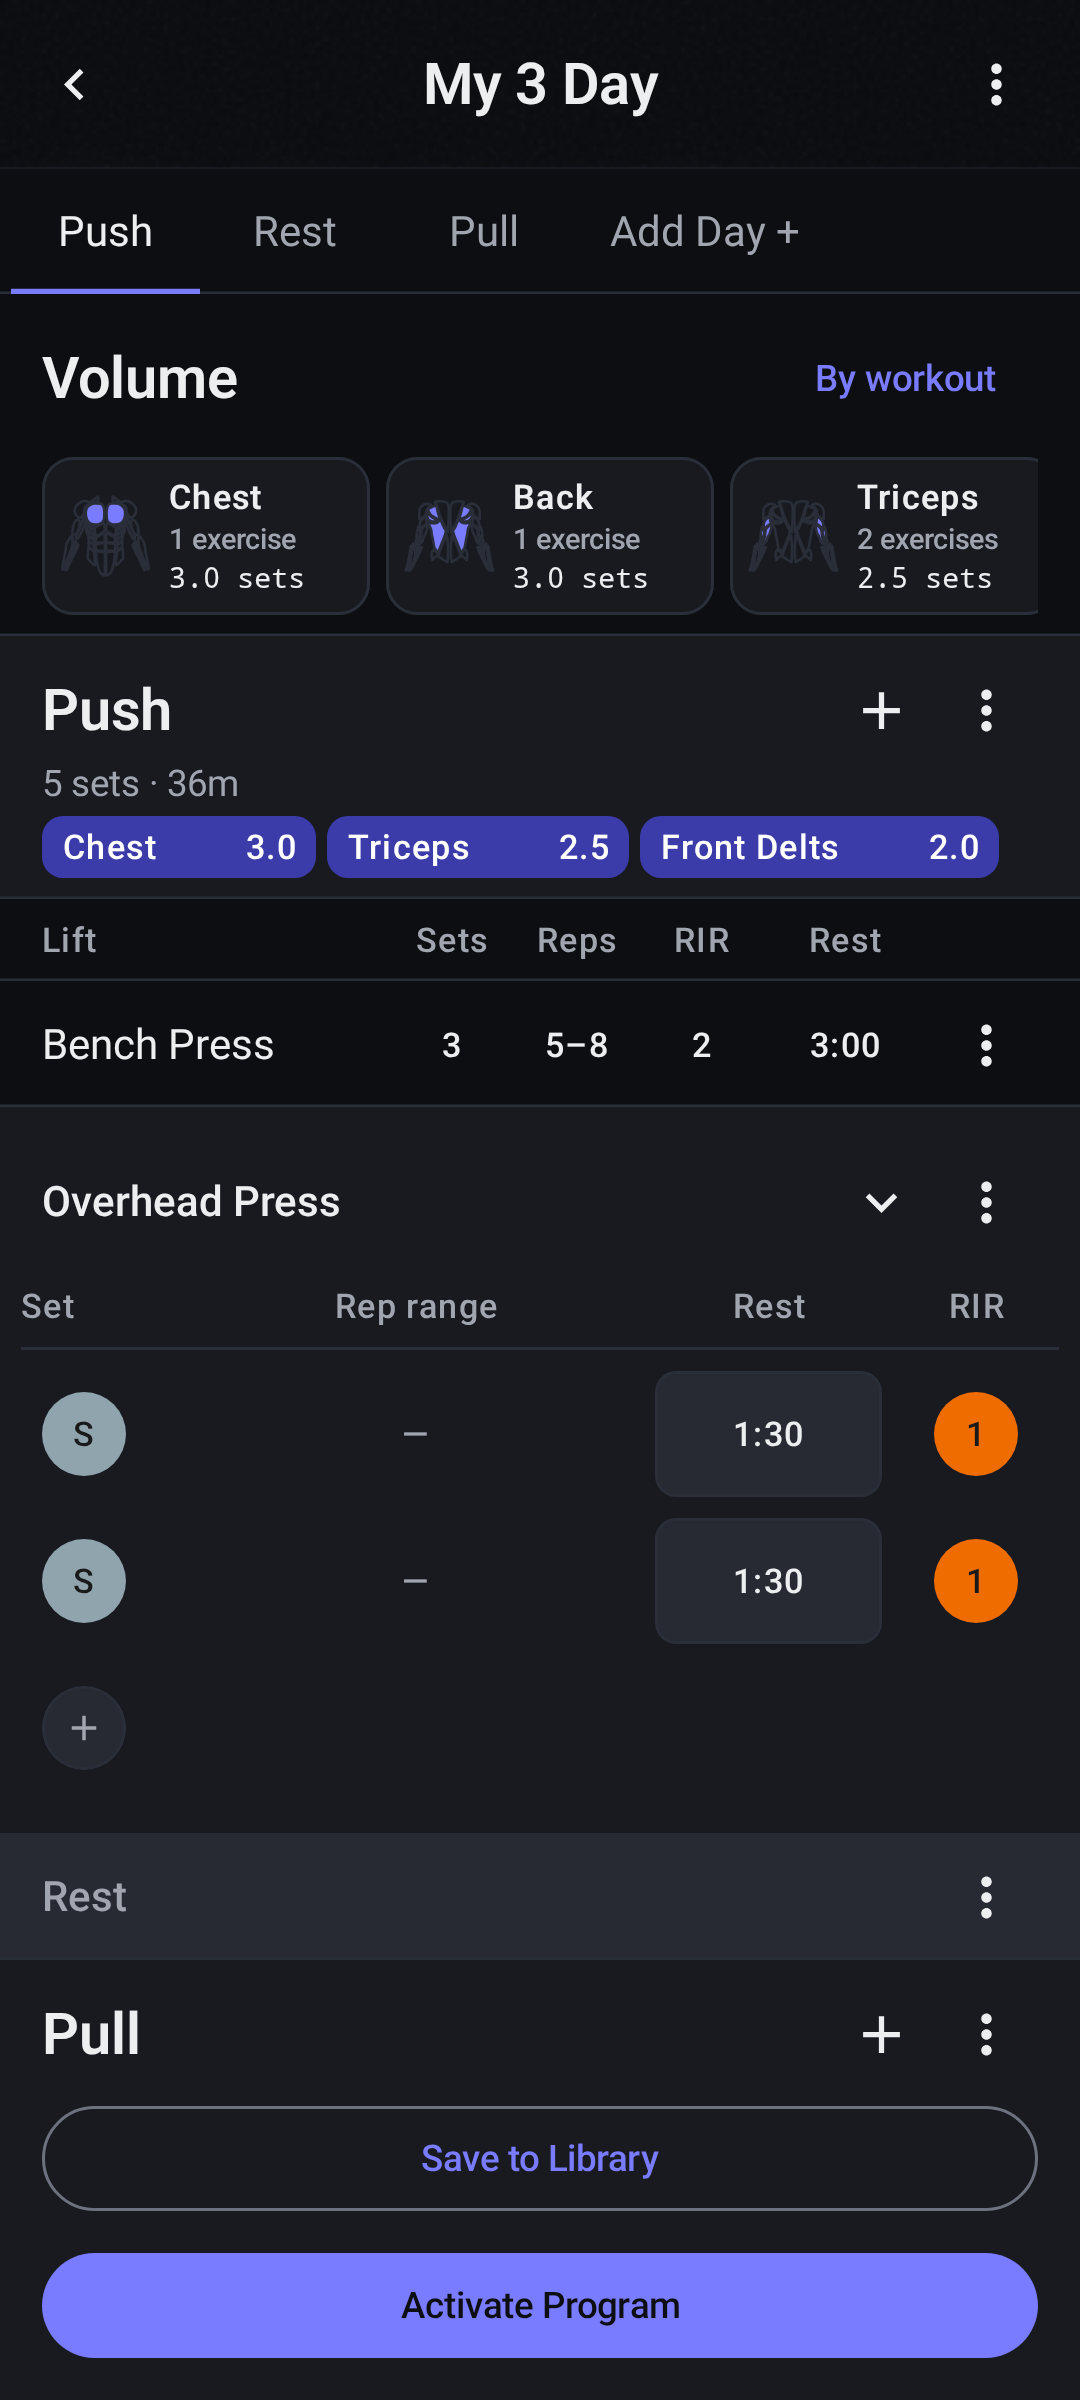 My 3 Day
Push Rest Pull Add Day +
Volume By workout
Chest
1 exercise
3.0 sets
Back
1 exercise
3.0 sets
Triceps
2 exercises
2.5 sets
Push +
5 sets · 36m
Chest 3.0 Triceps 2.5 Front Delts 2.0
Lift Sets Reps RIR Rest
Bench Press 3 5–8 2 3:00
Overhead Press
Set Rep range Rest RIR
S – 1:30 1
S – 1:30 1
+
Rest
Pull +
Save to Library
Activate Program